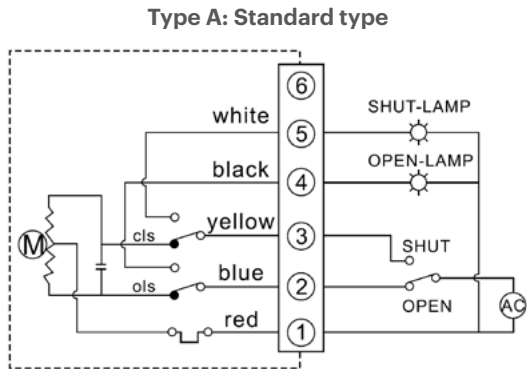 Type A: Standard type
6
white
5
SHUT-LAMP
black
4
OPEN-LAMP
yellow
3
SHUT
M
cls
blue
2
OPEN
AC
ols
red
1